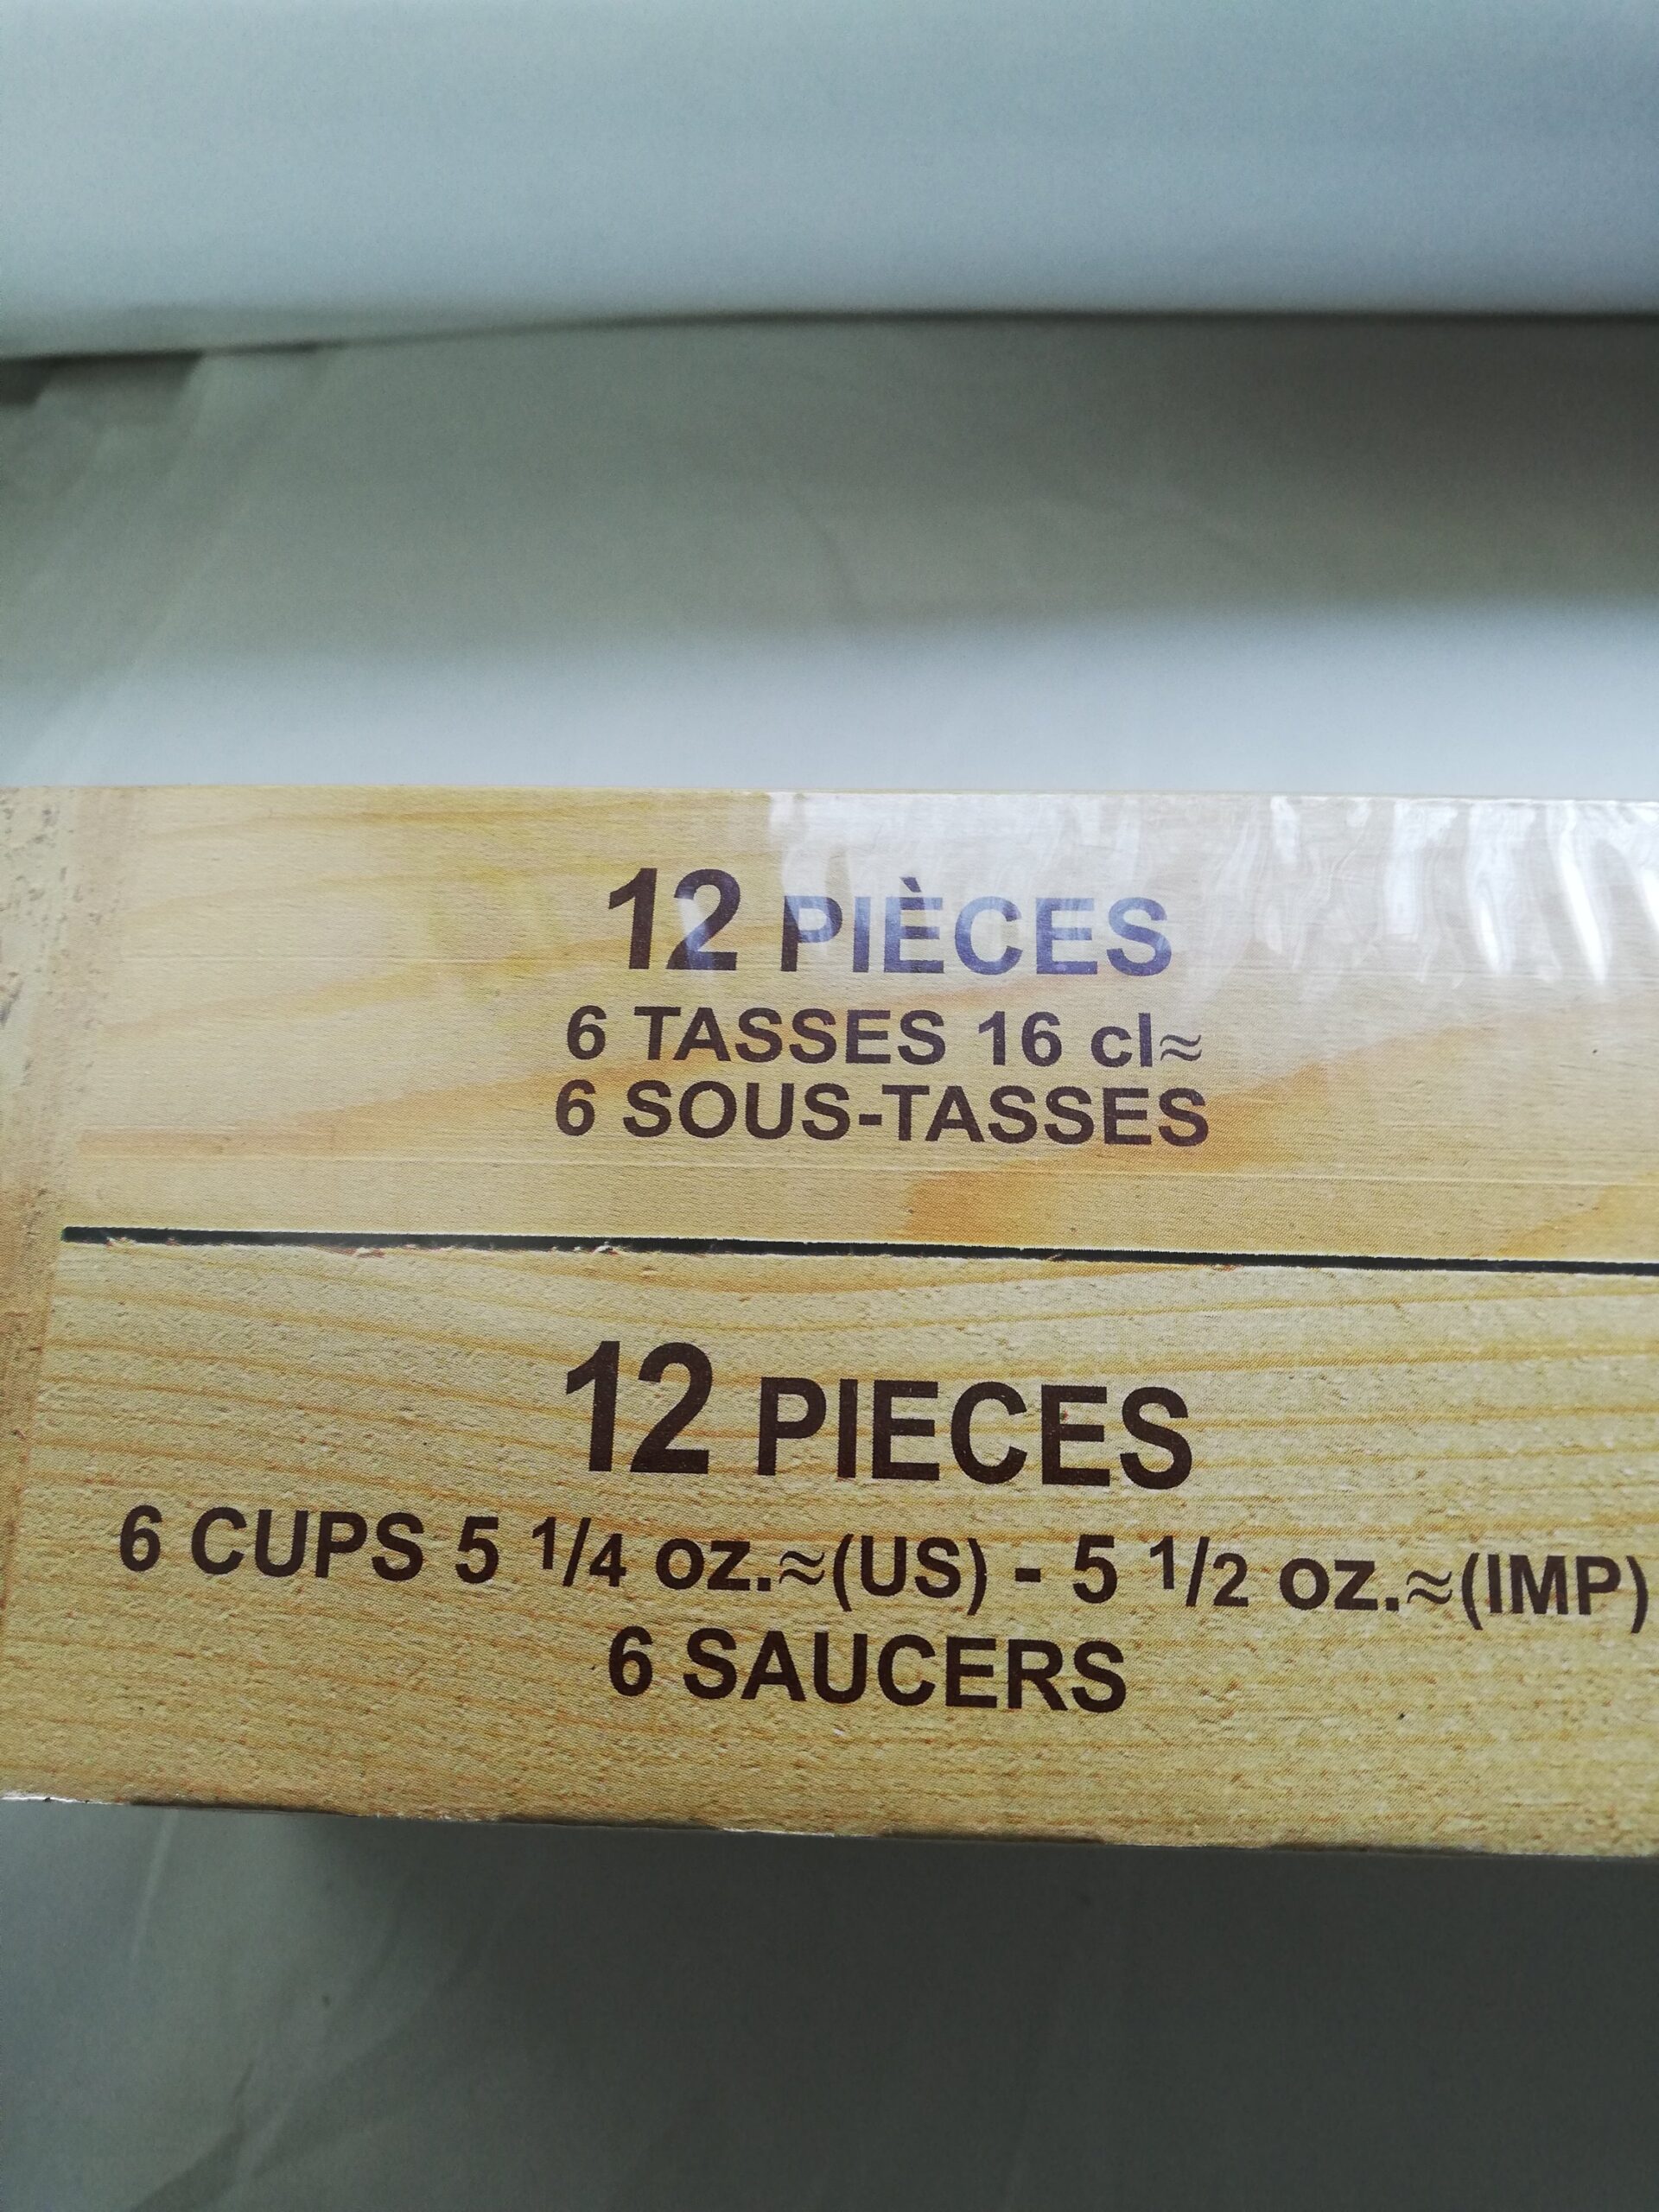 12 PIÈCES
6 TASSES 16 cl≈
6 SOUS-TASSES
12 PIECES
6 CUPS 5 1/4 oz.≈(US) - 5 1/2 oz.≈(IMP)
6 SAUCERS